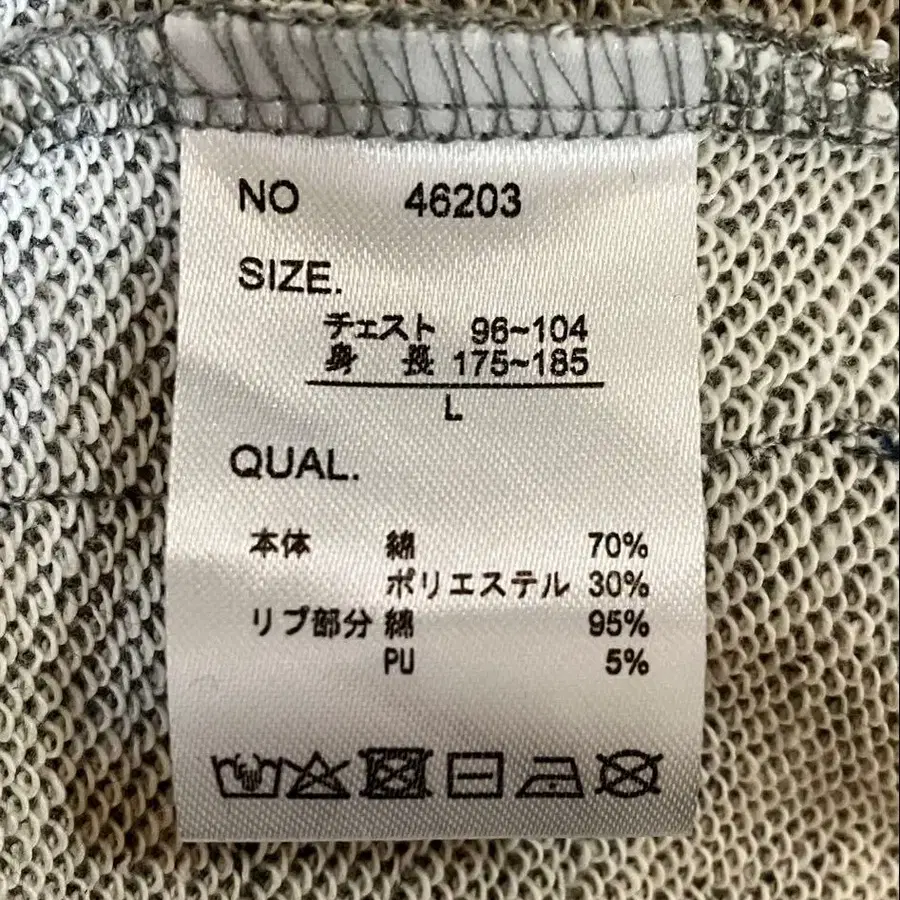 NO 46203
SIZE.
チェスト 96~104
身 長 175~185
L
QUAL.
本体 綿 70%
ポリエステル 30%
リブ部分 綿 95%
PU 5%